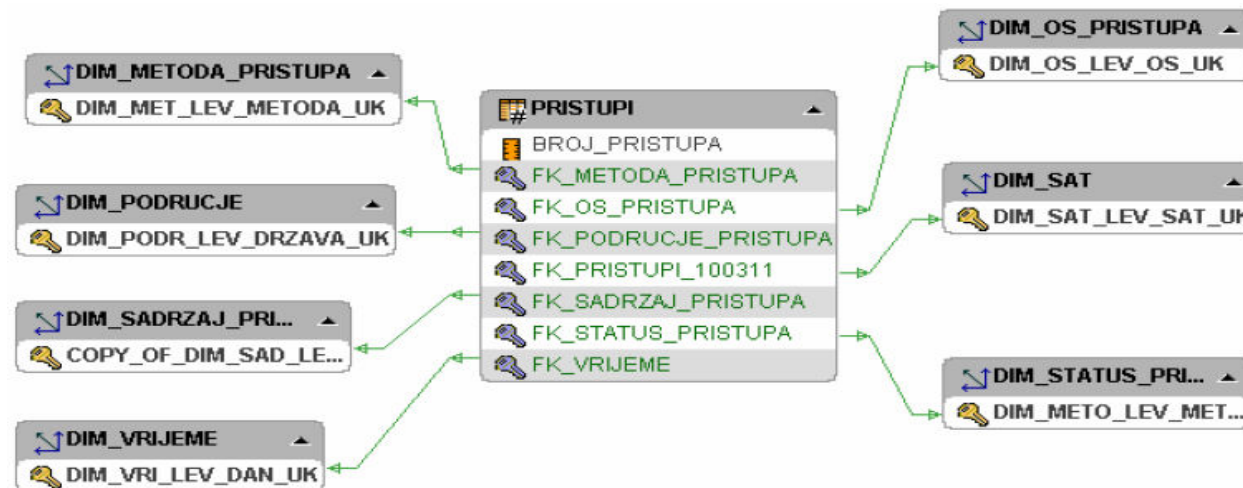 DIM_METODA_PRISTUPA
DIM_MET_LEV_METODA_UK
DIM_PODRUCJE
DIM_PODR_LEV_DRZAVA_UK
DIM_SADRZAJ_PRI...
COPY_OF_DIM_SAD_LE...
DIM_VRIJEME
DIM_VRI_LEV_DAN_UK
PRISTUPI
BROJ_PRISTUPA
FK_METODA_PRISTUPA
FK_OS_PRISTUPA
FK_PODRUCJE_PRISTUPA
FK_PRISTUPI_100311
FK_SADRZAJ_PRISTUPA
FK_STATUS_PRISTUPA
FK_VRIJEME
DIM_OS_PRISTUPA
DIM_OS_LEV_OS_UK
DIM_SAT
DIM_SAT_LEV_SAT_UK
DIM_STATUS_PRI...
DIM_METO_LEV_MET...